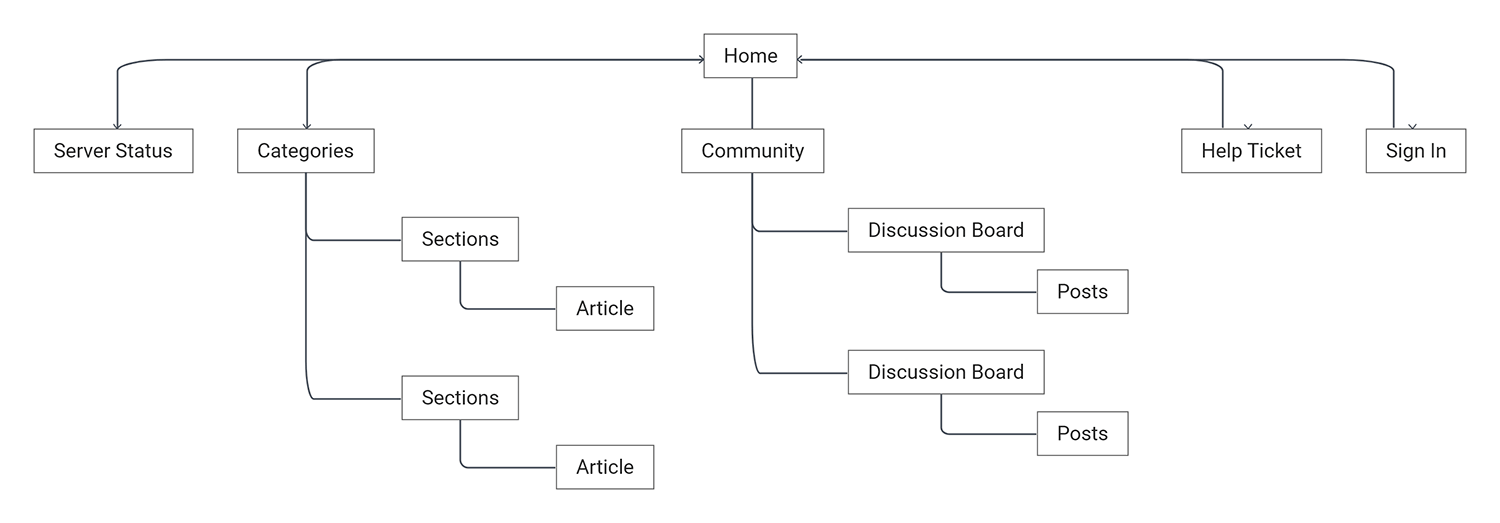 Home
Server Status
Categories
Community
Help Ticket
Sign In
Sections
Article
Sections
Article
Discussion Board
Posts
Discussion Board
Posts